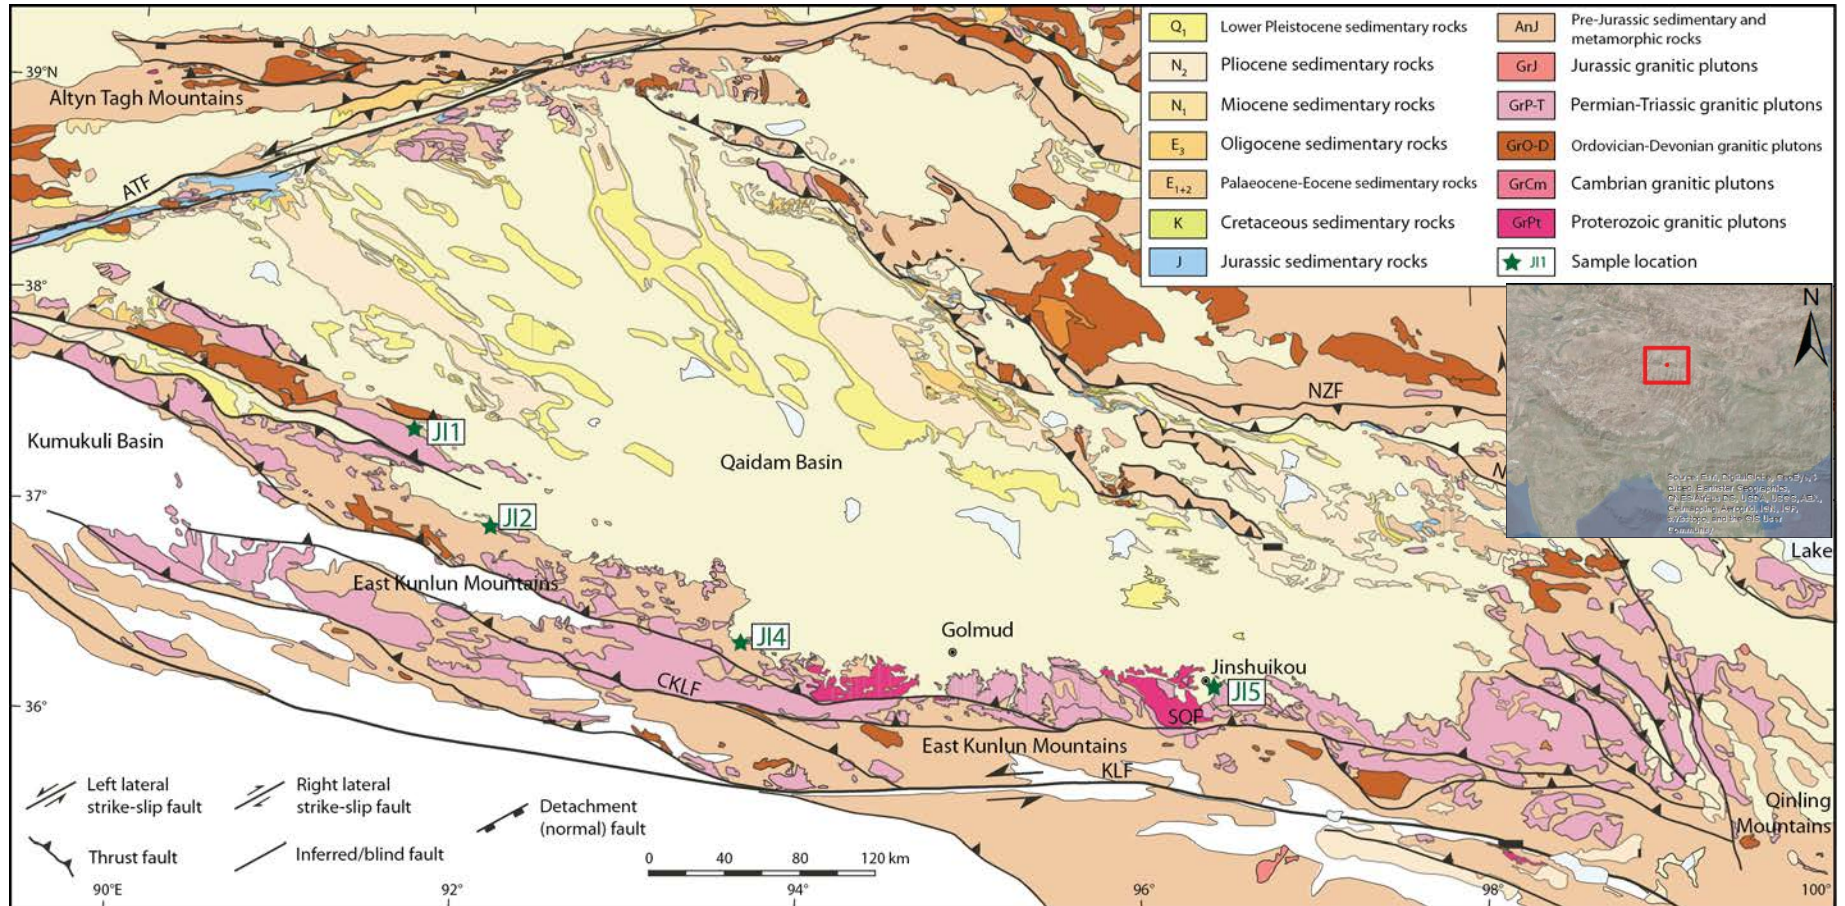 Q1 Lower Pleistocene sedimentary rocks
N2 Pliocene sedimentary rocks
N1 Miocene sedimentary rocks
E3 Oligocene sedimentary rocks
E1+2 Palaeocene-Eocene sedimentary rocks
K Cretaceous sedimentary rocks
J Jurassic sedimentary rocks
AnJ Pre-Jurassic sedimentary and
metamorphic rocks
GrJ Jurassic granitic plutons
GrP-T Permian-Triassic granitic plutons
GrO-D Ordovician-Devonian granitic plutons
GrCm Cambrian granitic plutons
GrPt Proterozoic granitic plutons
JI1 Sample location
N
39°N
Altyn Tagh Mountains
ATF
38°
NZF
JI1
Kumukuli Basin
Qaidam Basin
37°
JI2
Lake
East Kunlun Mountains
Golmud
JI4
Jinshuikou
JI5
CKLF
36°
East Kunlun Mountains
KLF
Left lateral
strike-slip fault
Right lateral
strike-slip fault
Detachment
(normal) fault
Thrust fault
Inferred/blind fault
0 40 80 120 km
Qinling
Mountains
90°E 92° 94° 96° 98° 100°